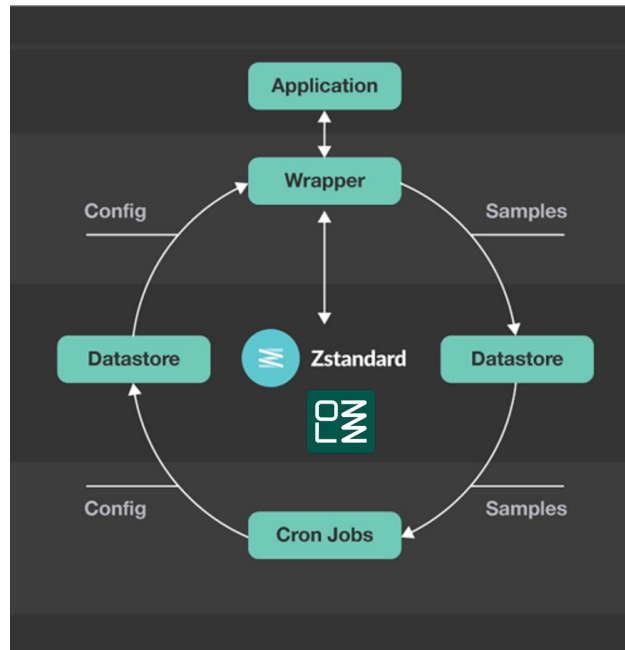 Application
Wrapper
Config
Samples
Datastore
Zstandard
Datastore
Config
Samples
Cron Jobs